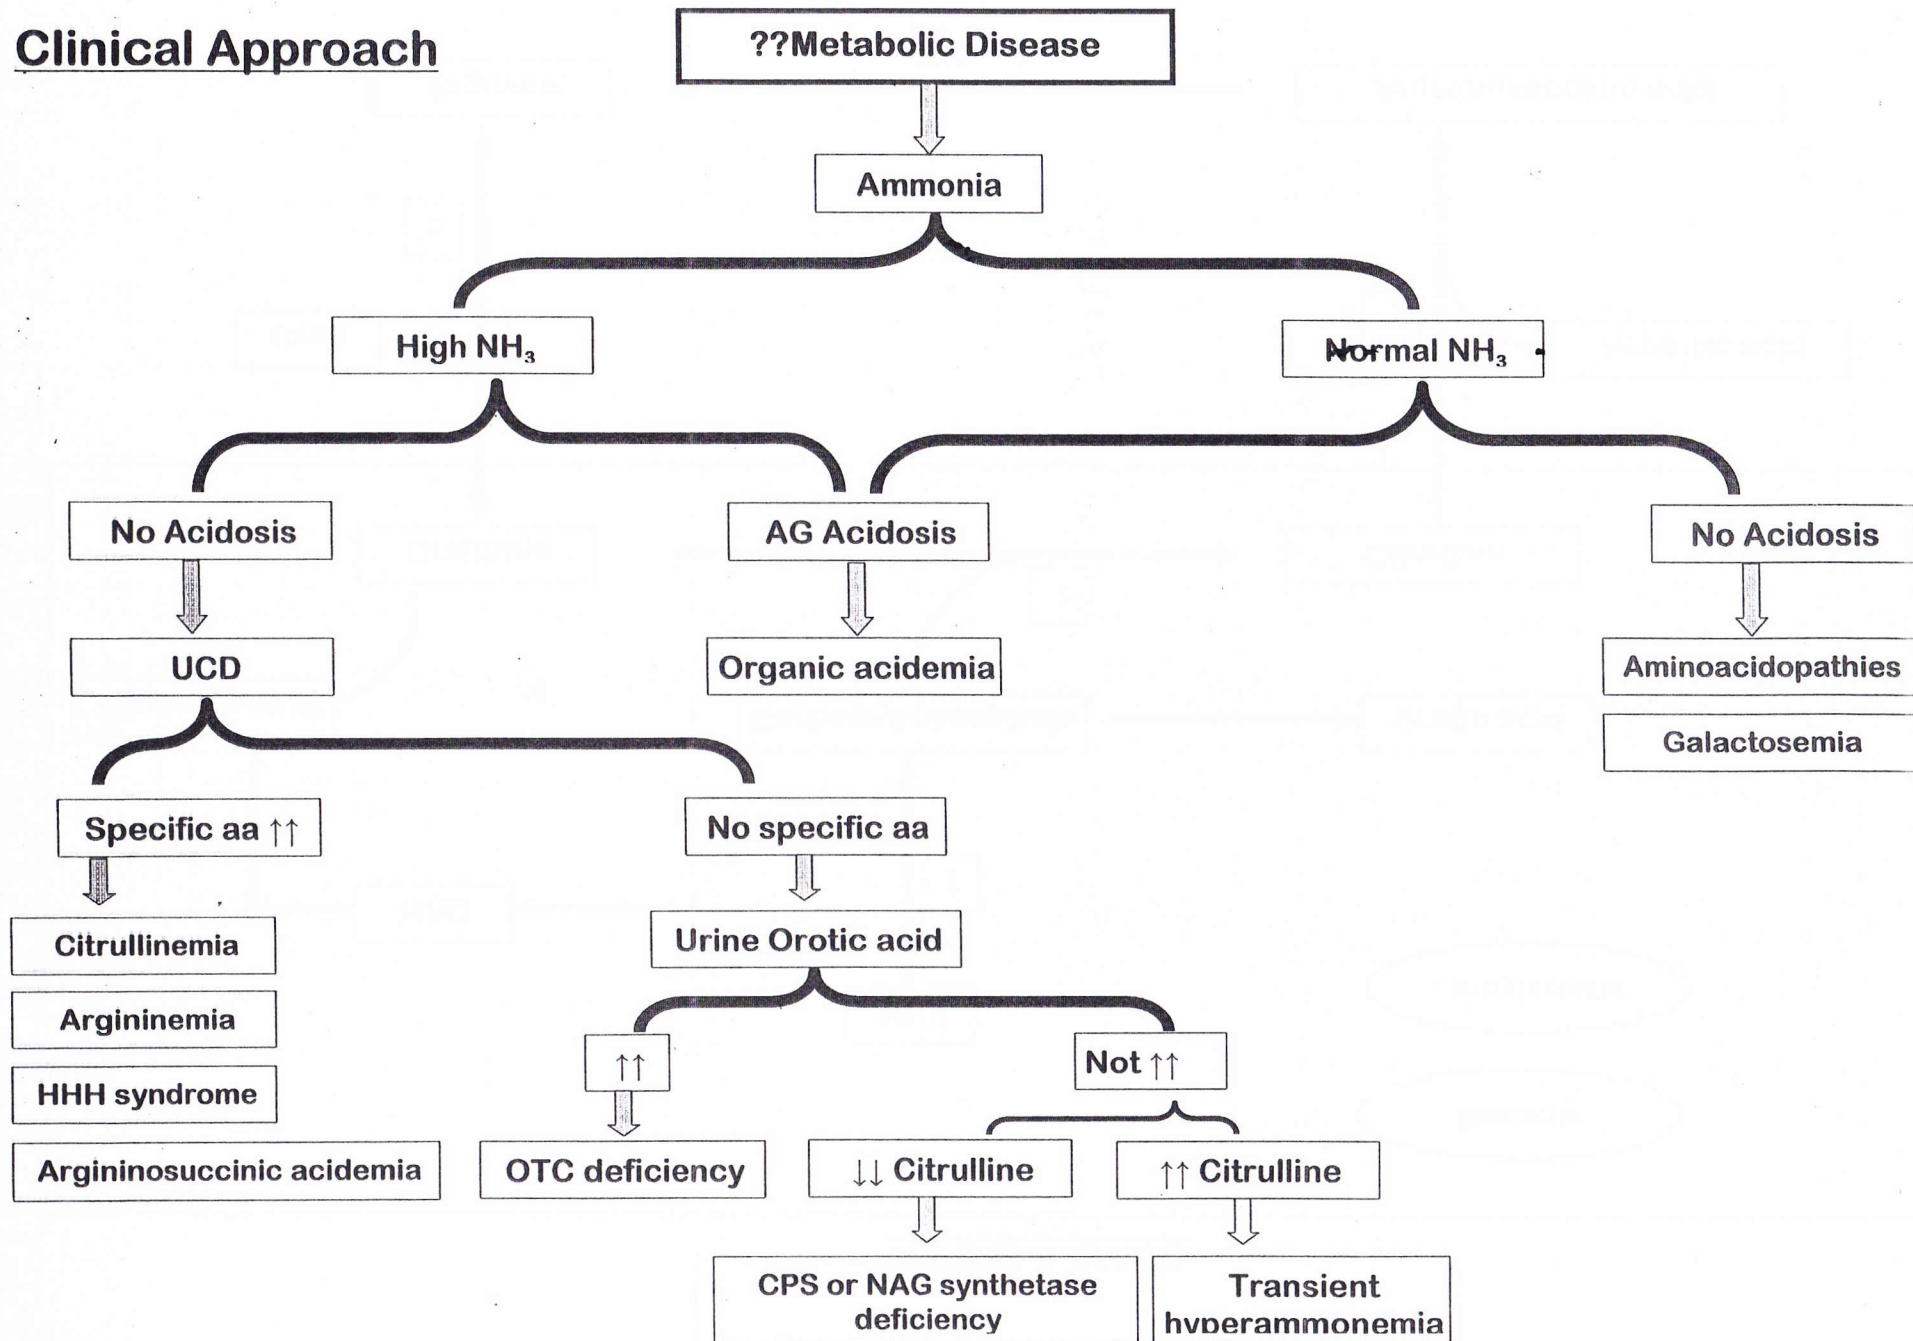 Clinical Approach
??Metabolic Disease
Ammonia
High NH₃
Normal NH₃
No Acidosis
AG Acidosis
No Acidosis
UCD
Organic acidemia
Aminoacidopathies
Galactosemia
Specific aa ↑↑
No specific aa
Citrullinemia
Urine Orotic acid
Argininemia
HHH syndrome
↑↑
Not ↑↑
Argininosuccinic acidemia
OTC deficiency
↓↓ Citrulline
↑↑ Citrulline
CPS or NAG synthetase
deficiency
Transient
hyperammonemia